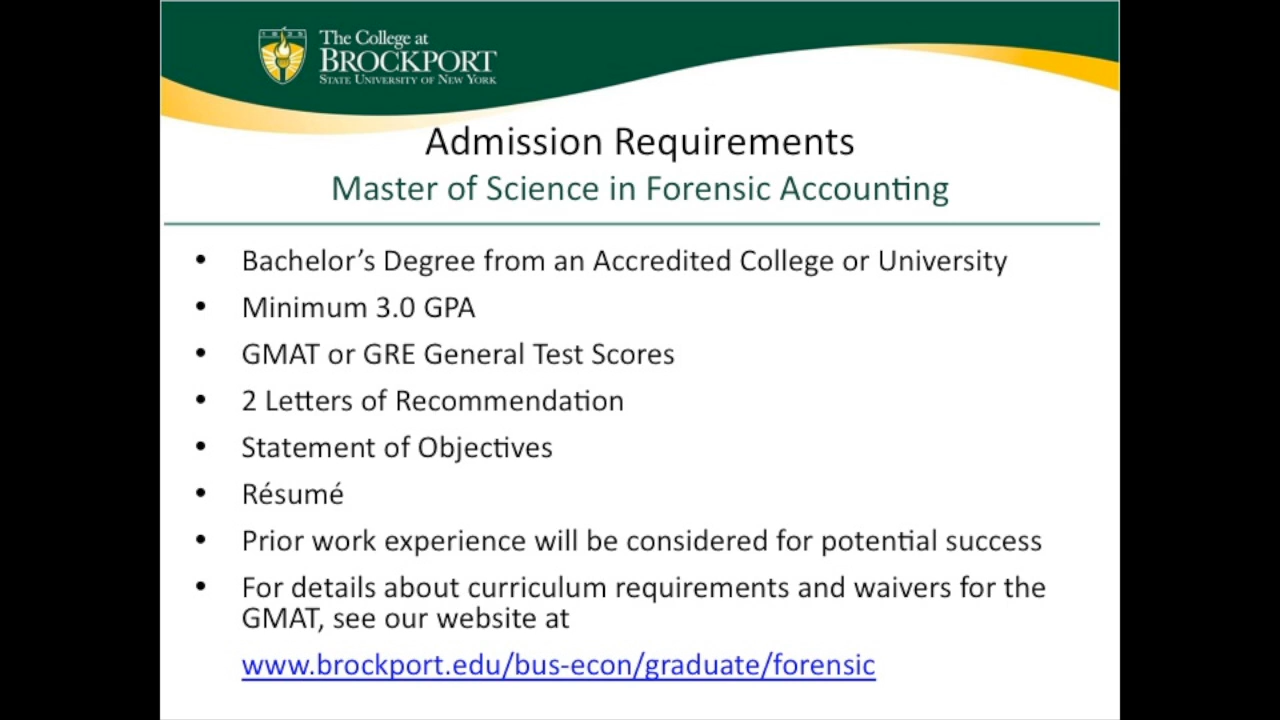 1835
The College at
BROCKPORT
STATE UNIVERSITY OF NEW YORK
Admission Requirements
Master of Science in Forensic Accounting
• Bachelor’s Degree from an Accredited College or University
• Minimum 3.0 GPA
• GMAT or GRE General Test Scores
• 2 Letters of Recommendation
• Statement of Objectives
• Résumé
• Prior work experience will be considered for potential success
• For details about curriculum requirements and waivers for the
GMAT, see our website at
www.brockport.edu/bus-econ/graduate/forensic